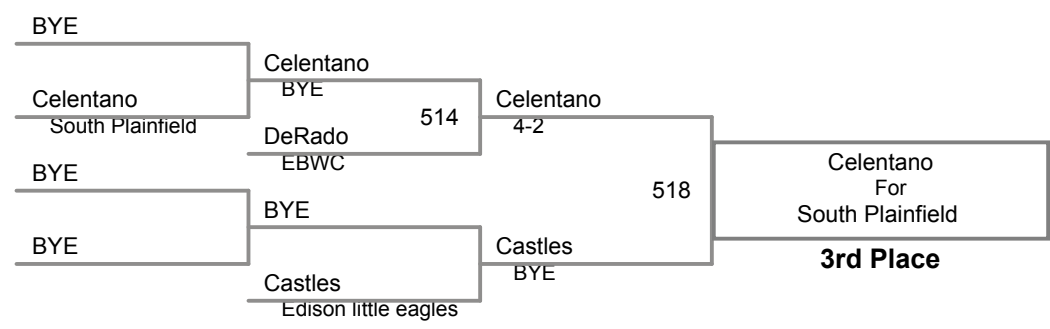 BYE
Celentano
BYE
Celentano
South Plainfield
514
Celentano
4-2
DeRado
EBWC
BYE
518
Celentano
For
South Plainfield
BYE
BYE
Castles
BYE
3rd Place
Castles
Edison little eagles